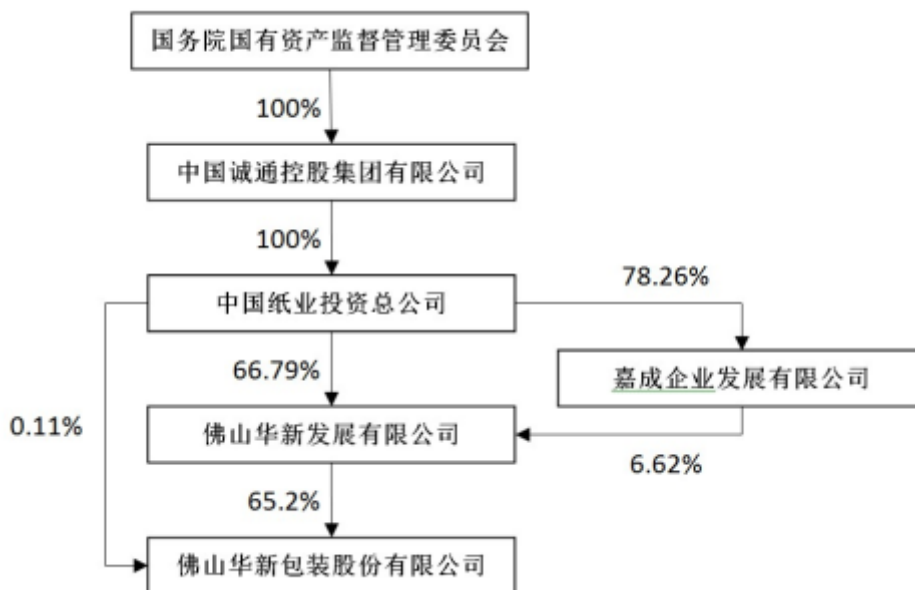 国务院国有资产监督管理委员会
100%
中国诚通控股集团有限公司
100%
中国纸业投资总公司
78.26%
66.79%
嘉成企业发展有限公司
0.11%
佛山华新发展有限公司
6.62%
65.2%
佛山华新包装股份有限公司